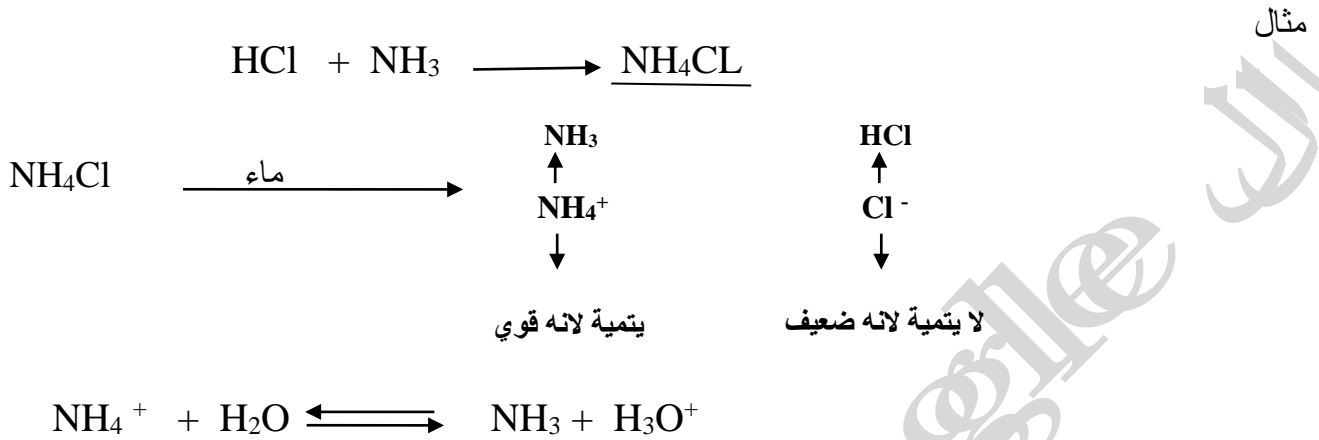 مثال
HCl + NH₃ ⟶ NH₄CL
NH₃ HCl
NH₄Cl ماء ⟶ NH₄⁺ Cl ⁻
يتمية لانه قوي لا يتمية لانه ضعيف
NH₄ ⁺ + H₂O ⇌ NH₃ + H₃O⁺